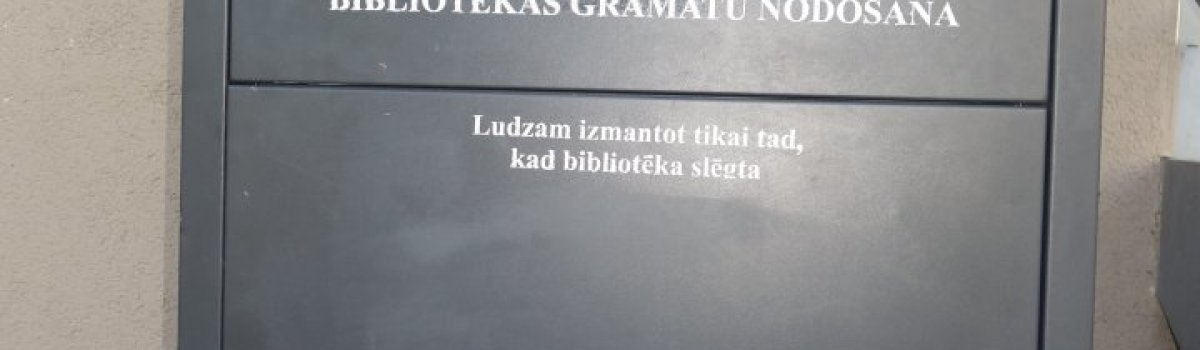 BIBLIOTĒKAS GRĀMATU NODOŠANA
Ludzam izmantot tikai tad,
kad bibliotēka slēgta